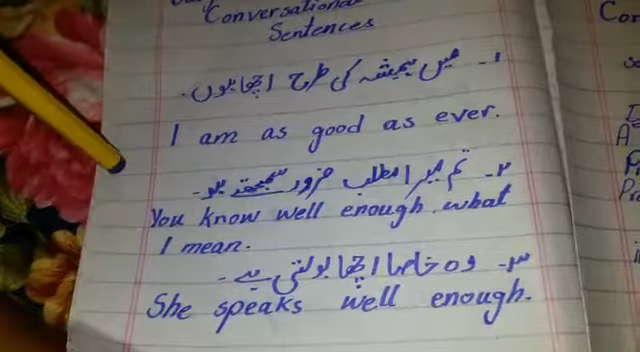 Conversational
Sentences
۱۔ میں ہمیشہ کی طرح اچھا ہوں۔
I am as good as ever.
۲۔ تم میرا مطلب ضرور سمجھتے ہو۔
You know well enough what
I mean.
۳۔ وہ خاصا اچھا بولتی ہے۔
She speaks well enough.